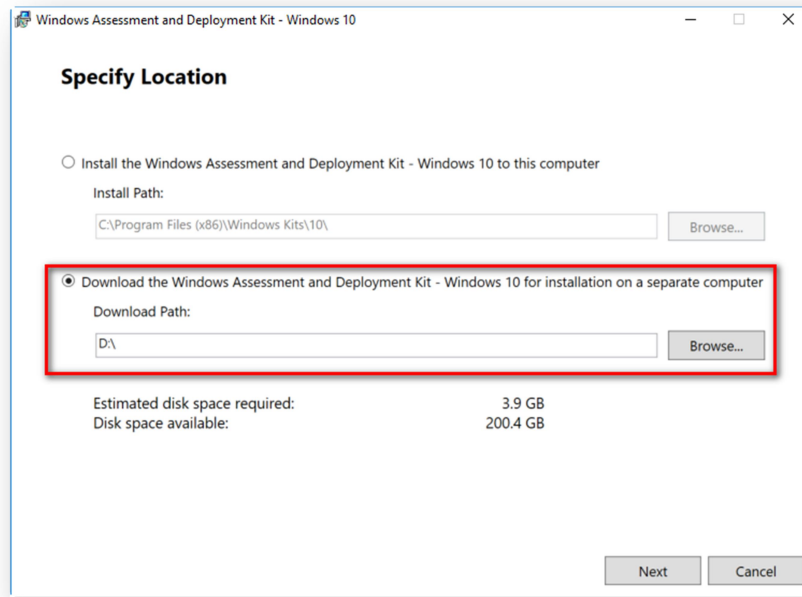 Windows Assessment and Deployment Kit - Windows 10
Specify Location
Install the Windows Assessment and Deployment Kit - Windows 10 to this computer
Install Path:
C:\Program Files (x86)\Windows Kits\10\
Browse...
Download the Windows Assessment and Deployment Kit - Windows 10 for installation on a separate computer
Download Path:
D:\
Browse...
Estimated disk space required: 3.9 GB
Disk space available: 200.4 GB
Next
Cancel